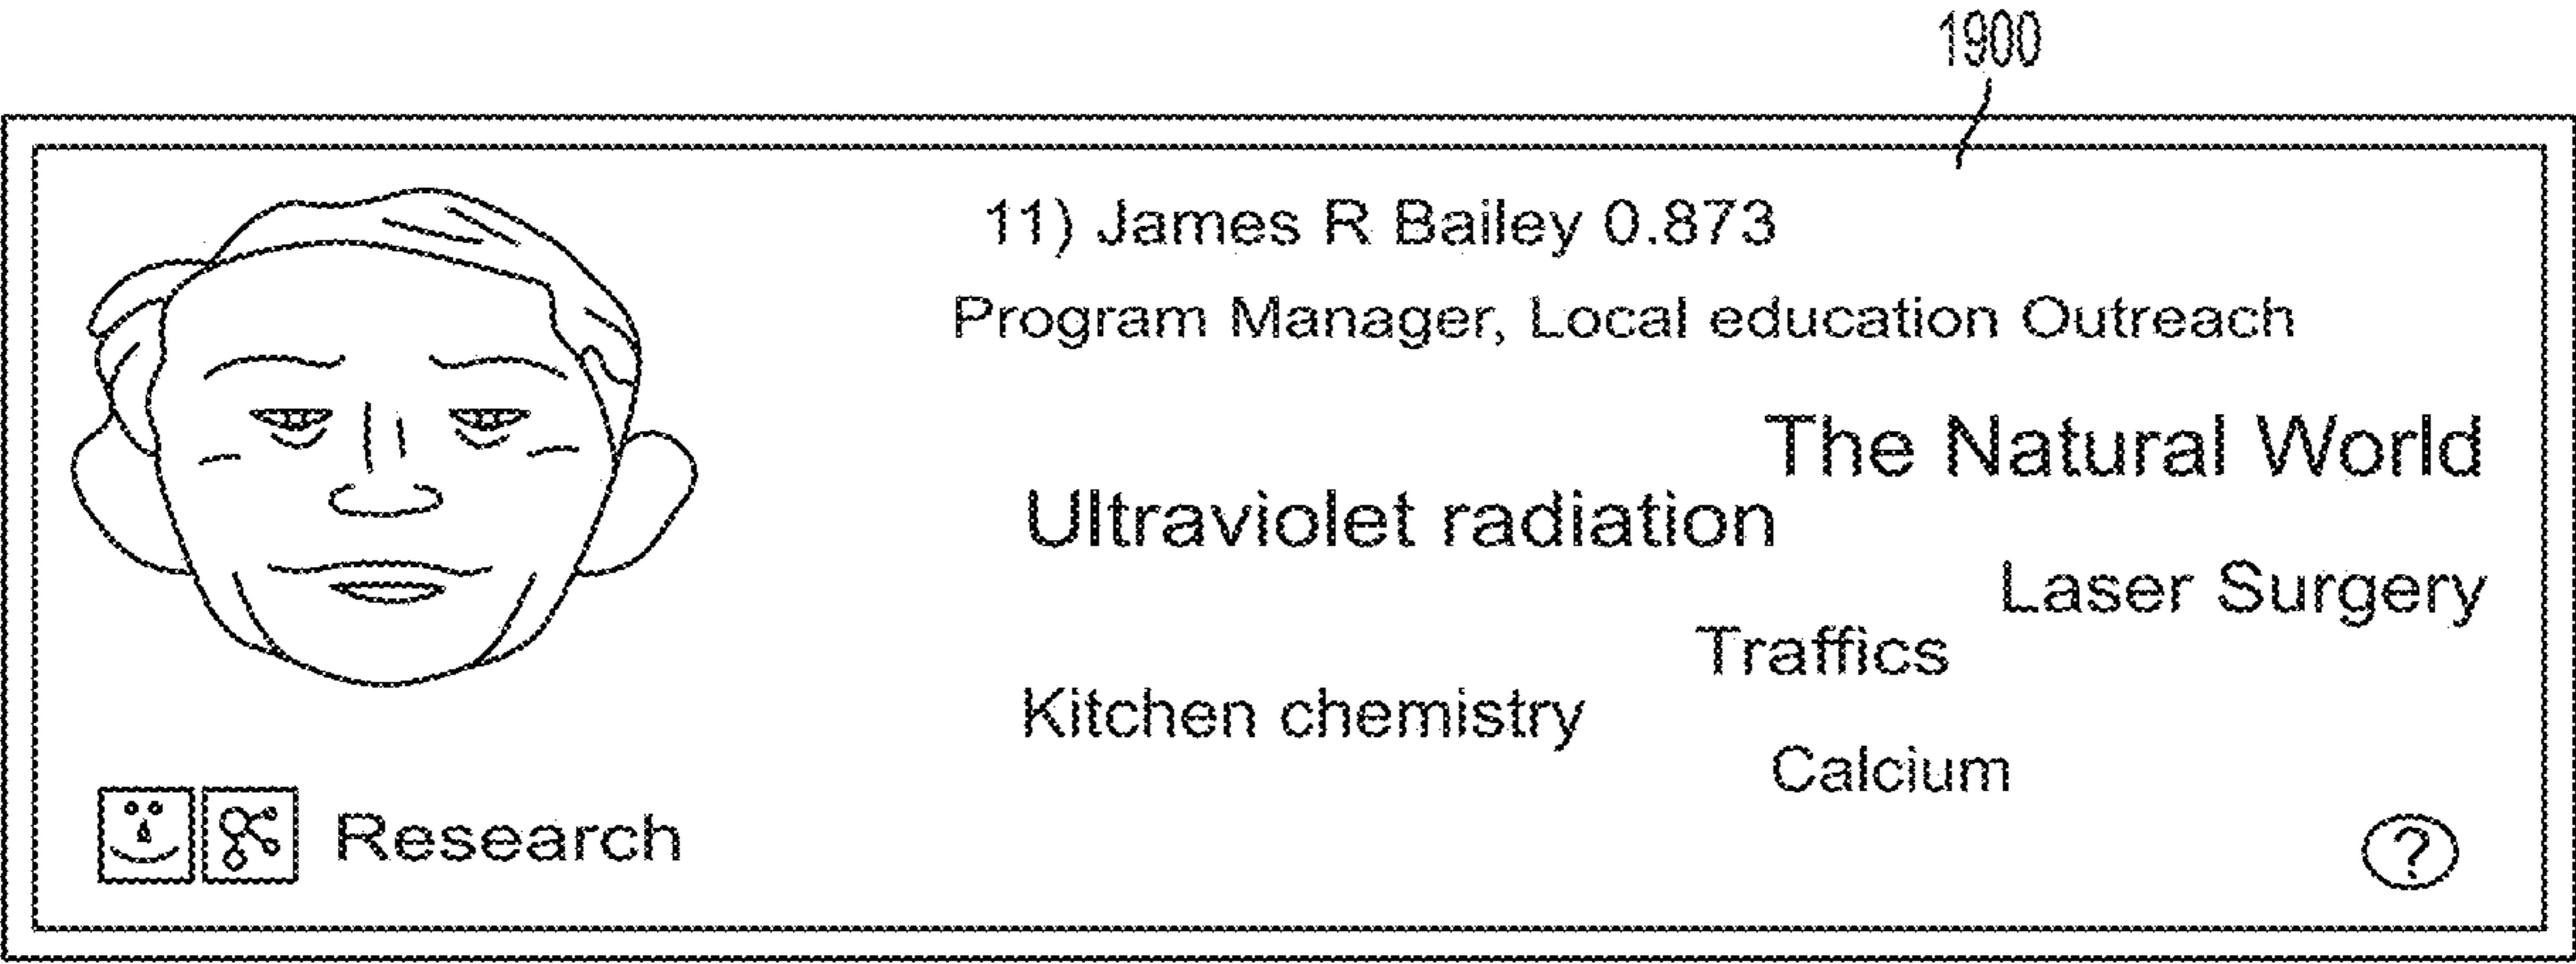 1900
11) James R Bailey 0.873
Program Manager, Local education Outreach
The Natural World
Ultraviolet radiation
Laser Surgery
Traffics
Kitchen chemistry
Calcium
Research
?